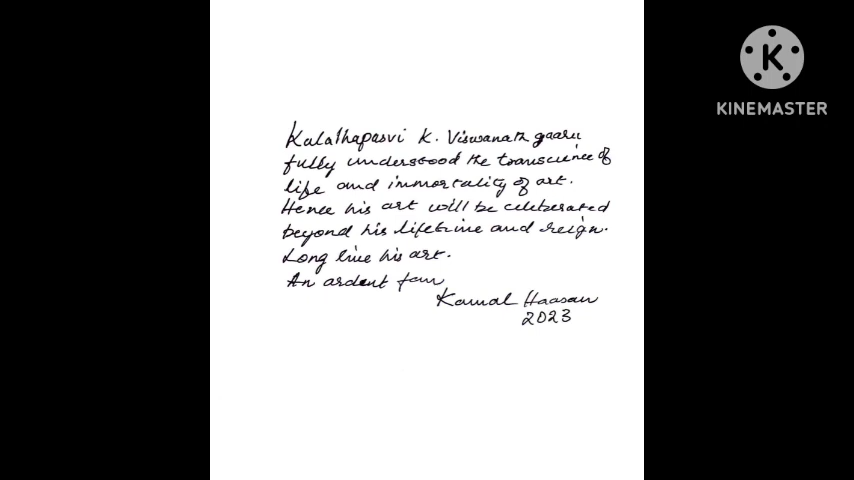 KINEMASTER
Kalathapasvi K. Viswanath gaaru
fully understood the transcience of
life and immortality of art.
Hence his art will be celeberated
beyond his lifetime and reign.
Long live his art.
An ardent fan
Kamal Haasan
2023